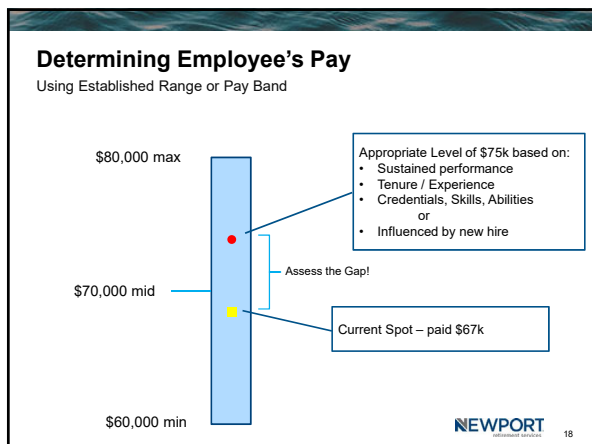 Determining Employee's Pay
Using Established Range or Pay Band
$80,000 max
Appropriate Level of $75k based on:
• Sustained performance
• Tenure / Experience
• Credentials, Skills, Abilities
or
• Influenced by new hire
Assess the Gap!
$70,000 mid
Current Spot – paid $67k
$60,000 min
NEWPORT
retirement services
18